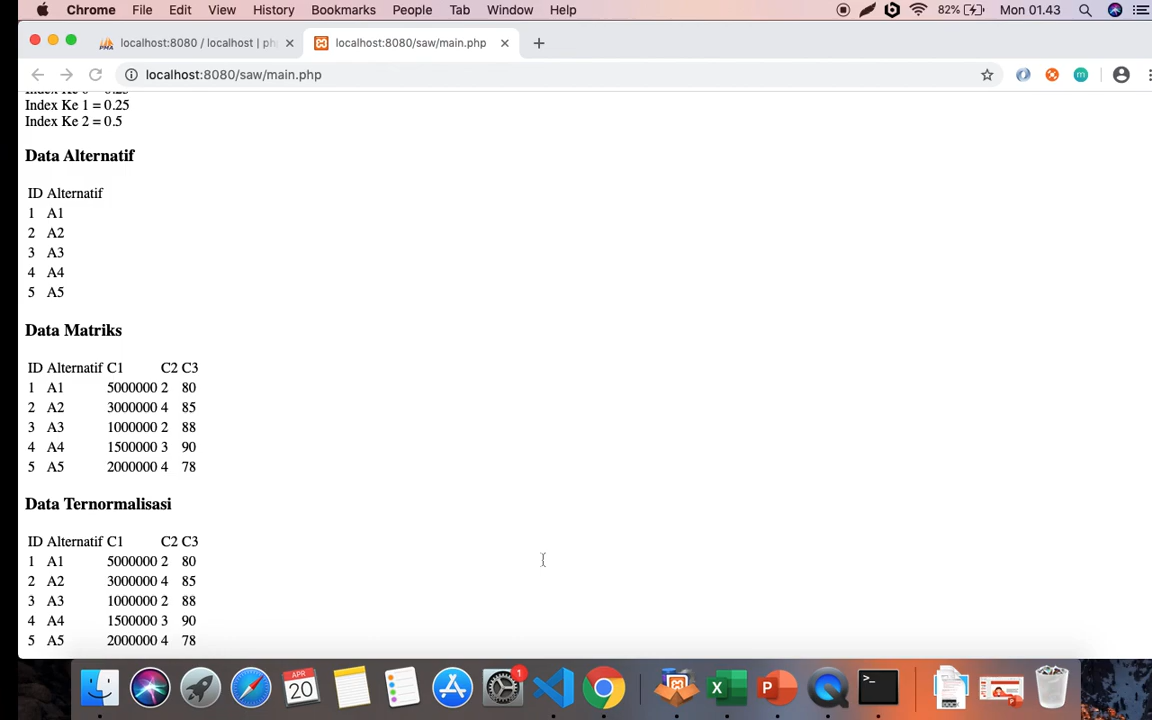 Chrome File Edit View History Bookmarks People Tab Window Help 82% Mon 01.43
localhost:8080 / localhost | ph
localhost:8080/saw/main.php
localhost:8080/saw/main.php
Index Ke 1 = 0.25
Index Ke 2 = 0.5
Data Alternatif
ID Alternatif
1 A1
2 A2
3 A3
4 A4
5 A5
Data Matriks
ID Alternatif C1 C2 C3
1 A1 5000000 2 80
2 A2 3000000 4 85
3 A3 1000000 2 88
4 A4 1500000 3 90
5 A5 2000000 4 78
Data Ternormalisasi
ID Alternatif C1 C2 C3
1 A1 5000000 2 80
2 A2 3000000 4 85
3 A3 1000000 2 88
4 A4 1500000 3 90
5 A5 2000000 4 78
APR
20
1